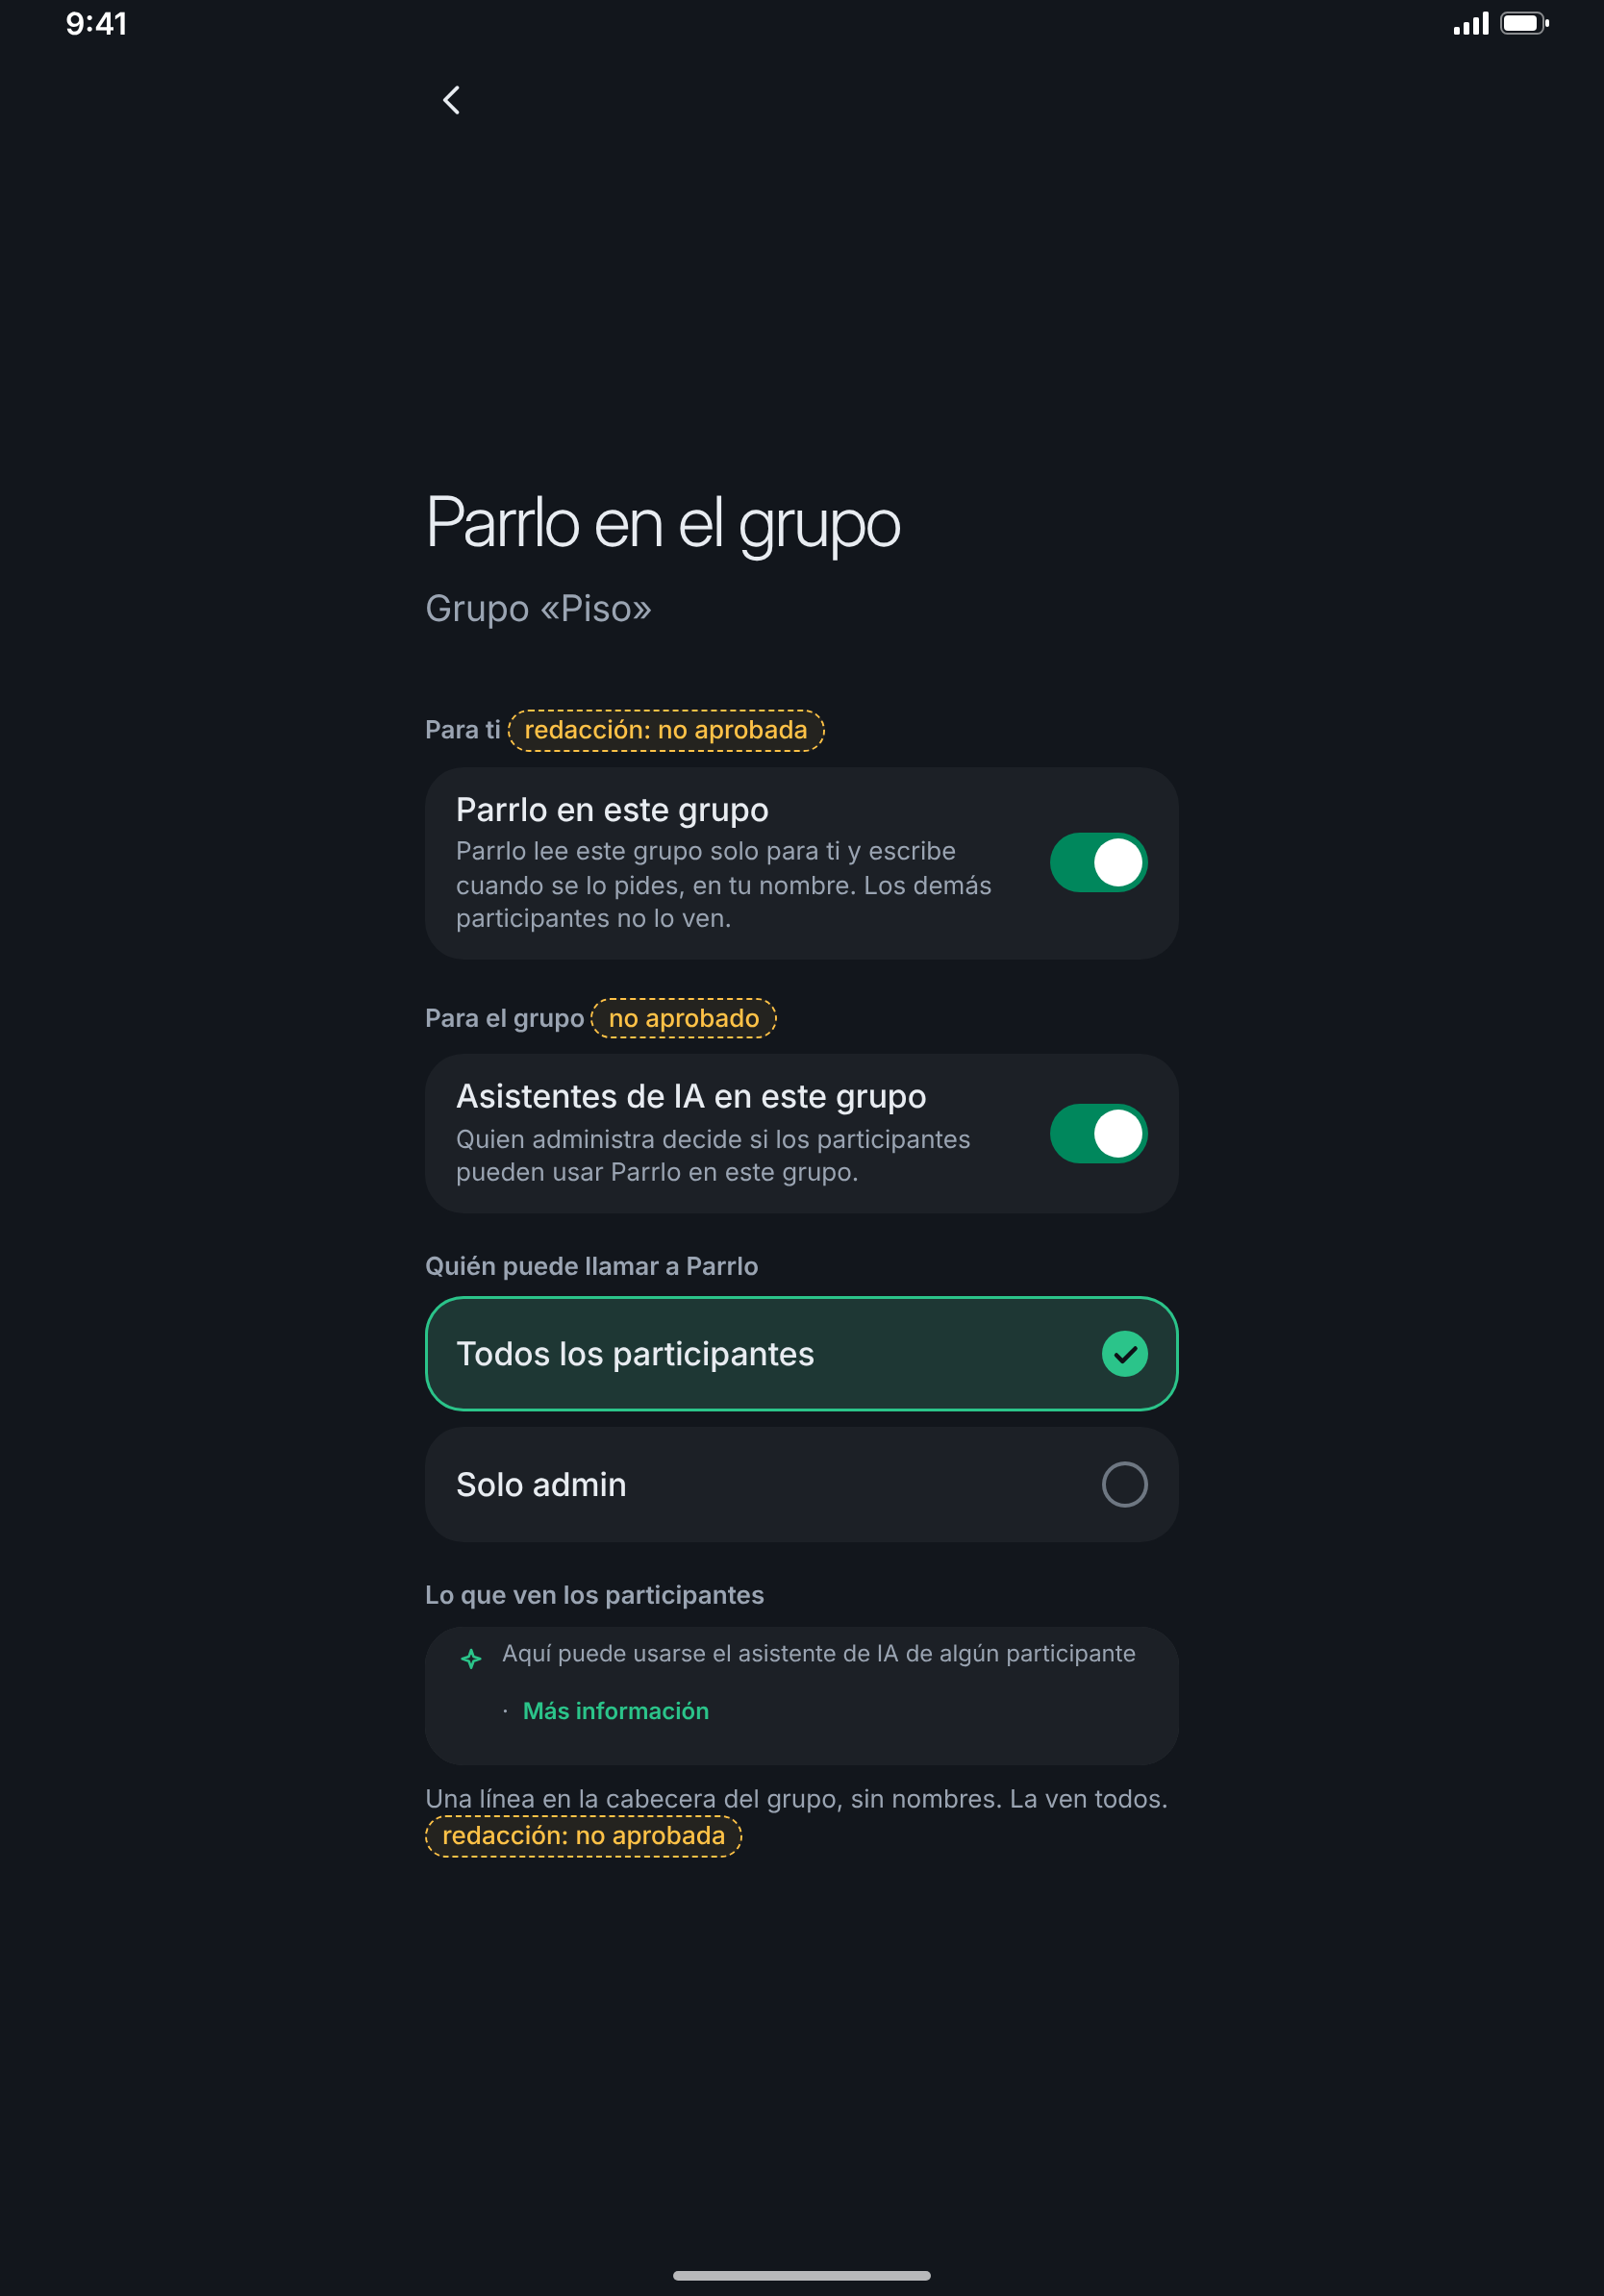 9:41
Parrlo en el grupo
Grupo «Piso»
Para ti redacción: no aprobada
Parrlo en este grupo
Parrlo lee este grupo solo para ti y escribe
cuando se lo pides, en tu nombre. Los demás
participantes no lo ven.
Para el grupo no aprobado
Asistentes de IA en este grupo
Quien administra decide si los participantes
pueden usar Parrlo en este grupo.
Quién puede llamar a Parrlo
Todos los participantes
Solo admin
Lo que ven los participantes
Aquí puede usarse el asistente de IA de algún participante
· Más información
Una línea en la cabecera del grupo, sin nombres. La ven todos.
redacción: no aprobada